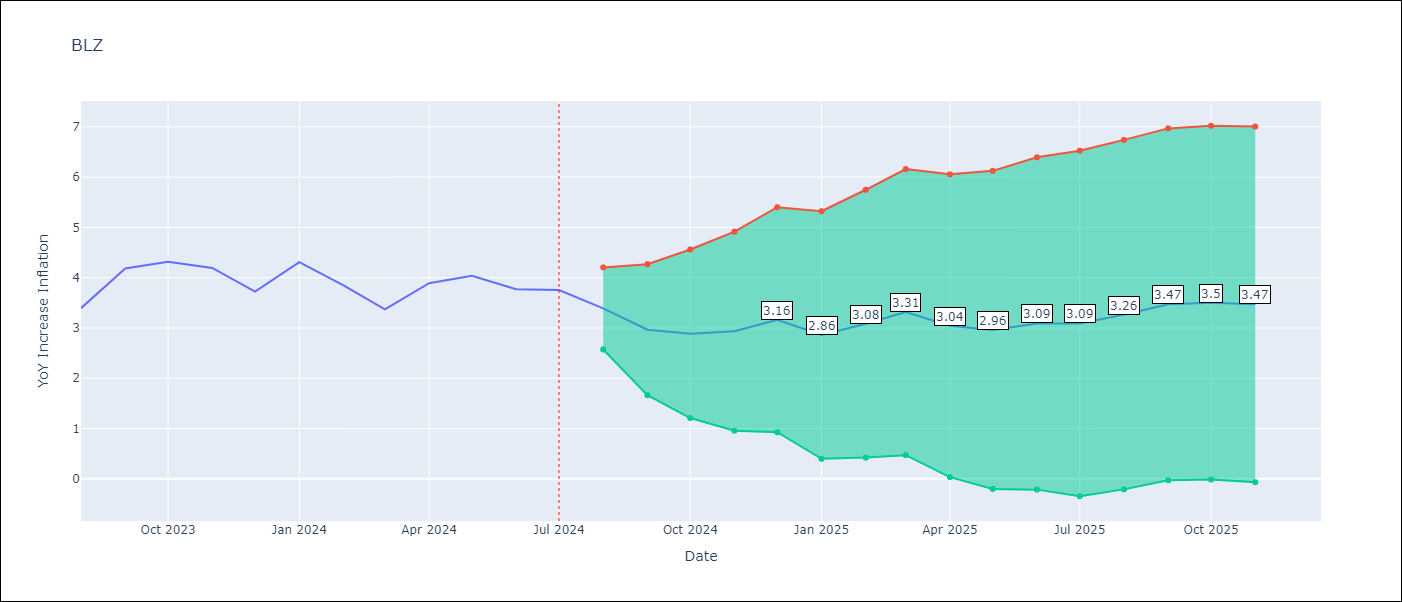 BLZ
YoY Increase Inflation
7
6
5
4
3
2
1
0
3.16
2.86
3.08
3.31
3.04
2.96
3.09
3.09
3.26
3.47
3.5
3.47
Oct 2023
Jan 2024
Apr 2024
Jul 2024
Oct 2024
Jan 2025
Apr 2025
Jul 2025
Oct 2025
Date